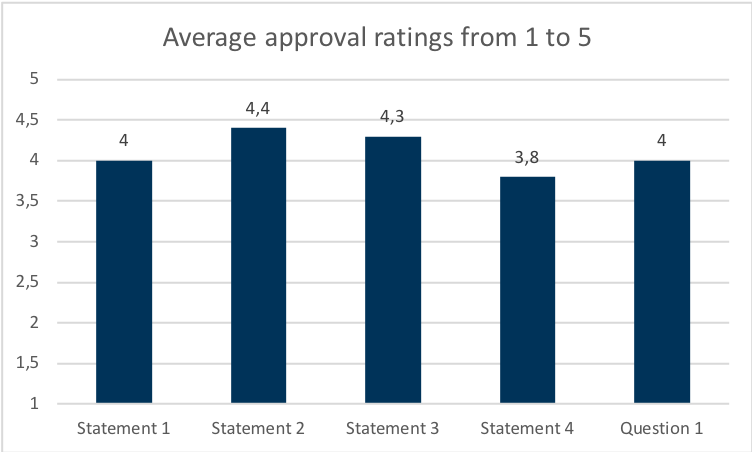 Average approval ratings from 1 to 5
5
4,5
4
3,5
3
2,5
2
1,5
1
4
4,4
4,3
3,8
4
Statement 1
Statement 2
Statement 3
Statement 4
Question 1